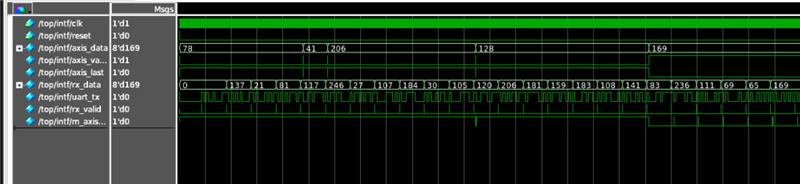 Msgs
/top/intf/clk 1'd1
/top/intf/reset 1'd0
/top/intf/axis_data 8'd169 78 41 206 128 169
/top/intf/axis_va... 1'd1
/top/intf/axis_last 1'd0
/top/intf/rx_data 8'd169 0 137 21 81 117 246 27 107 184 30 105 120 206 181 159 108 141 83 236 111 69 65 169
/top/intf/uart_tx 1'd0
/top/intf/rx_valid 1'd0
/top/intf/m_axis... 1'd0